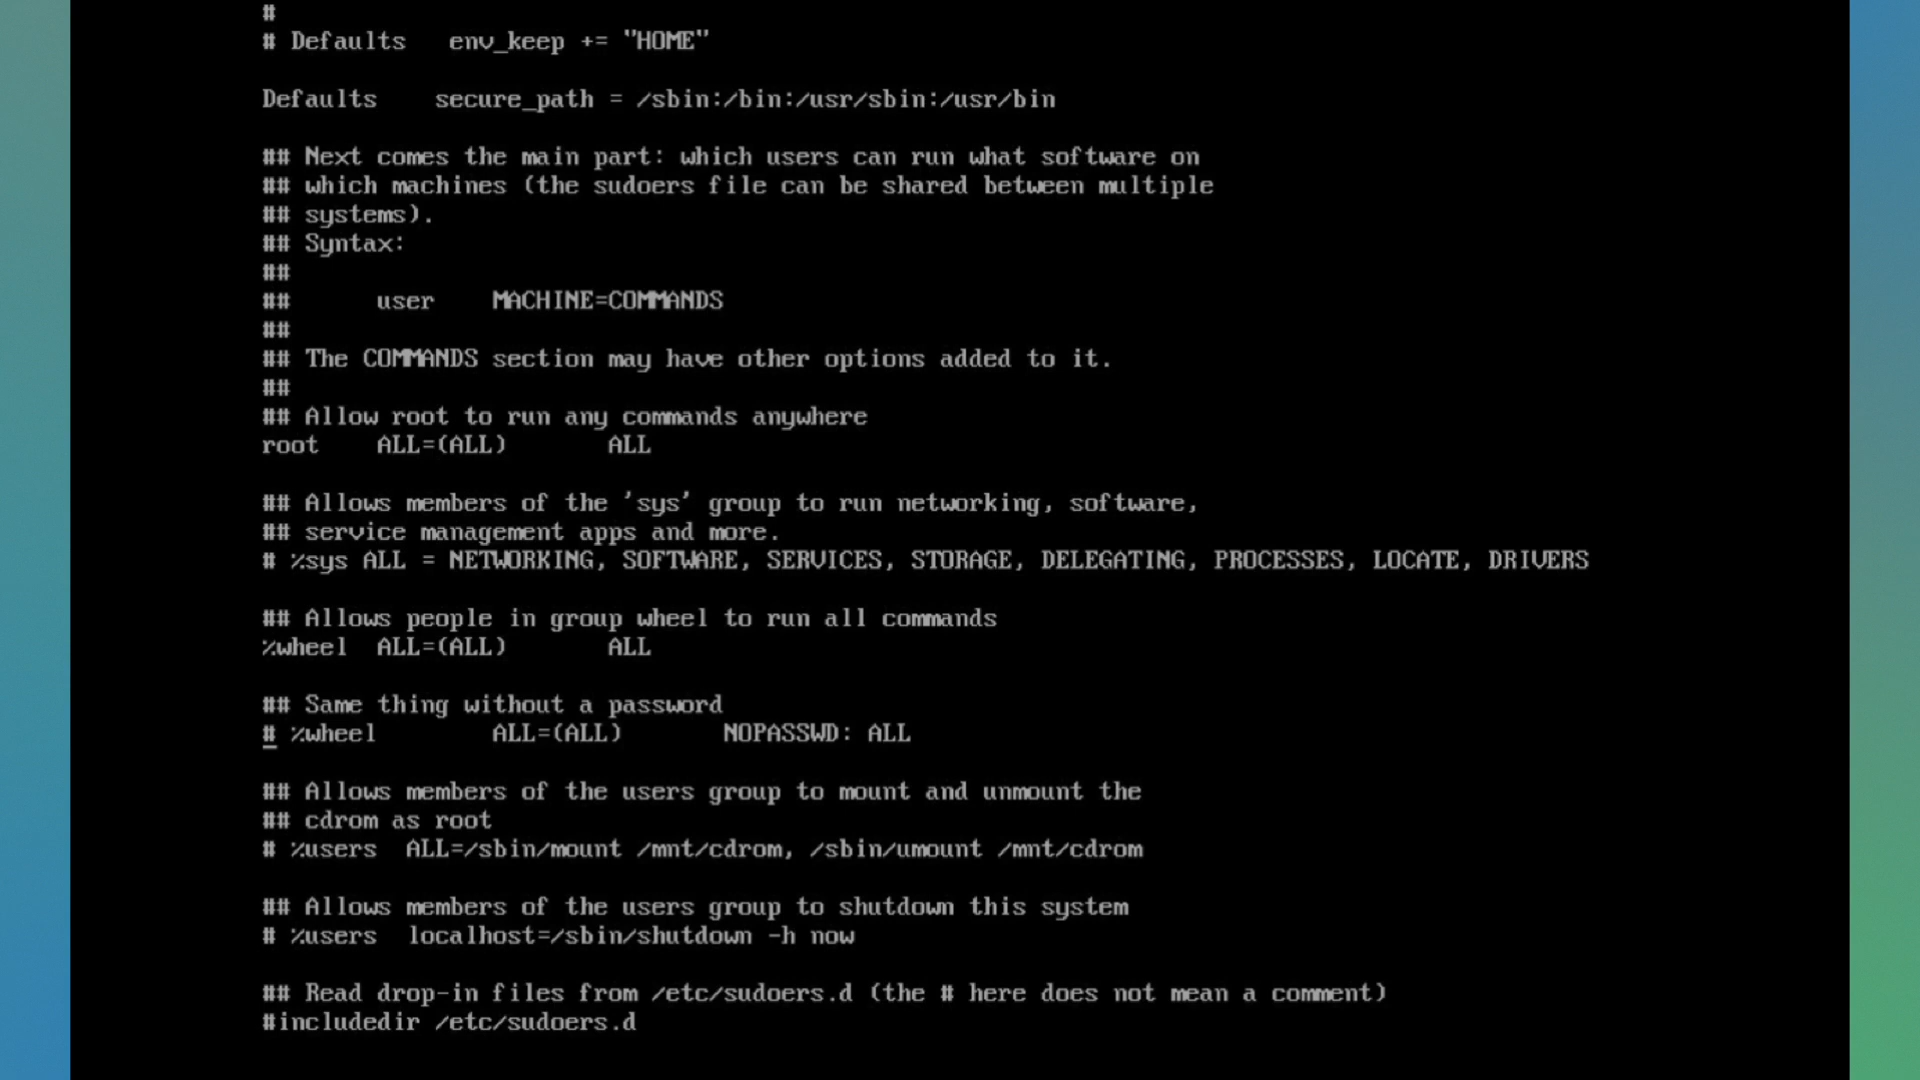 #
# Defaults   env_keep += "HOME"
Defaults    secure_path = /sbin:/bin:/usr/sbin:/usr/bin
## Next comes the main part: which users can run what software on
## which machines (the sudoers file can be shared between multiple
## systems).
## Syntax:
##
##      user    MACHINE=COMMANDS
##
## The COMMANDS section may have other options added to it.
##
## Allow root to run any commands anywhere
root    ALL=(ALL)       ALL
## Allows members of the 'sys' group to run networking, software,
## service management apps and more.
# %sys ALL = NETWORKING, SOFTWARE, SERVICES, STORAGE, DELEGATING, PROCESSES, LOCATE, DRIVERS
## Allows people in group wheel to run all commands
%wheel  ALL=(ALL)       ALL
## Same thing without a password
# %wheel        ALL=(ALL)       NOPASSWD: ALL
## Allows members of the users group to mount and unmount the
## cdrom as root
# %users  ALL=/sbin/mount /mnt/cdrom, /sbin/umount /mnt/cdrom
## Allows members of the users group to shutdown this system
# %users  localhost=/sbin/shutdown -h now
## Read drop-in files from /etc/sudoers.d (the # here does not mean a comment)
#includedir /etc/sudoers.d